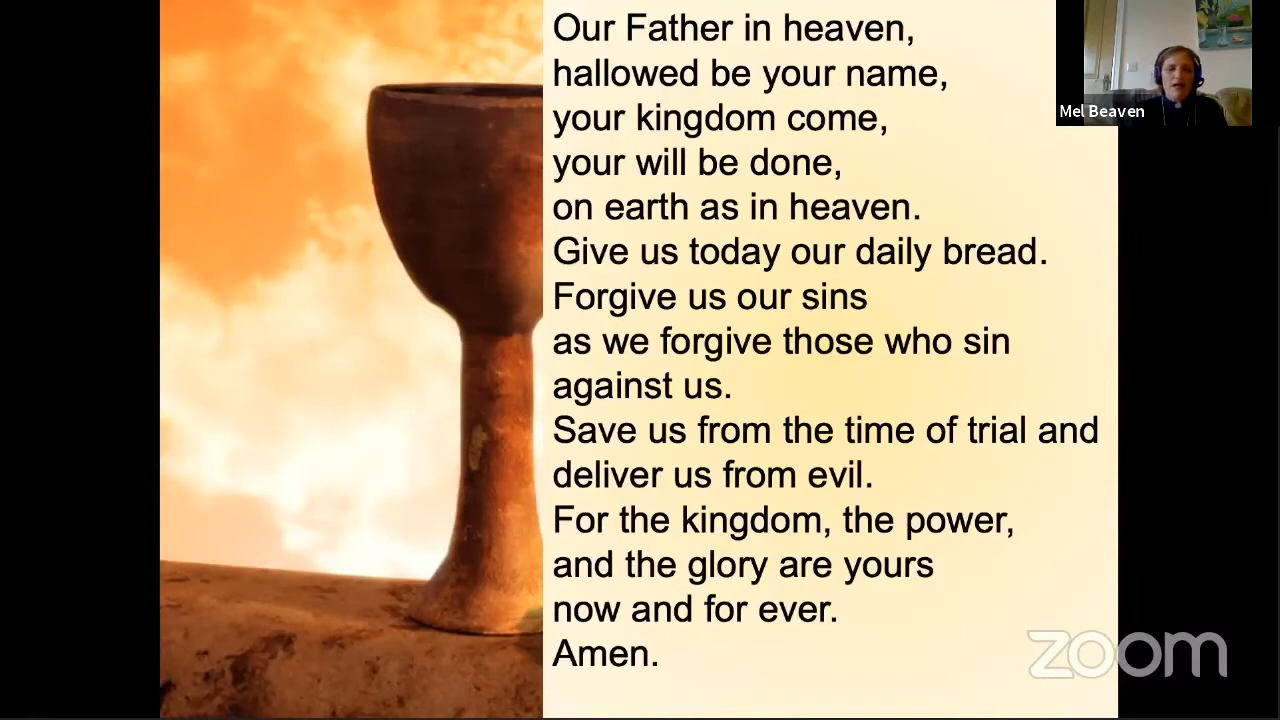 Our Father in heaven,
hallowed be your name,
your kingdom come,
your will be done,
on earth as in heaven.
Give us today our daily bread.
Forgive us our sins
as we forgive those who sin
against us.
Save us from the time of trial and
deliver us from evil.
For the kingdom, the power,
and the glory are yours
now and for ever.
Amen.
Mel Beaven
zoom